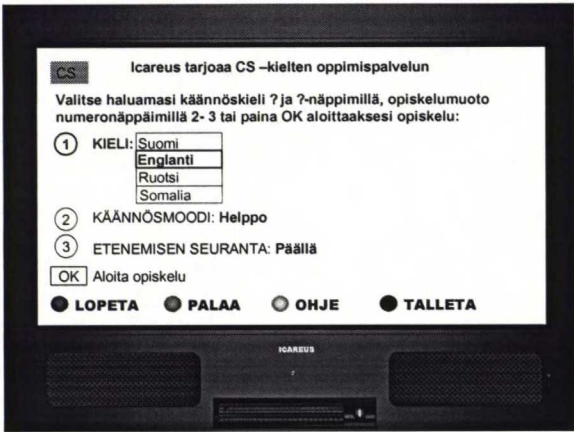 CS
Icareus tarjoaa CS –kielten oppimispalvelun
Valitse haluamasi käännöskieli ? ja ?-näppimillä, opiskelumuoto
numeronäppäimillä 2- 3 tai paina OK aloittaaksesi opiskelu:
1 KIELI: Suomi
Englanti
Ruotsi
Somalia
2 KÄÄNNÖSMOODI: Helppo
3 ETENEMISEN SEURANTA: Päällä
OK Aloita opiskelu
LOPETA PALAA OHJE TALLETA
ICAREUS